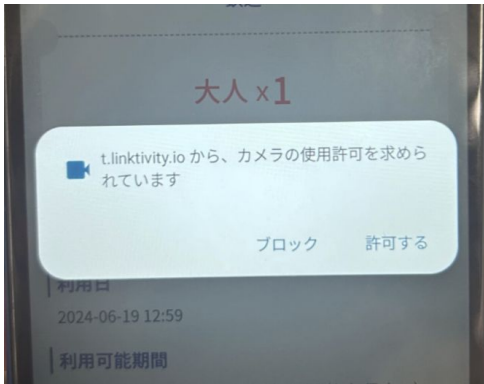 大人 x1
t.linktivity.io から、カメラの使用許可を求めら
れています
ブロック
許可する
利用日
2024-06-19 12:59
利用可能期間